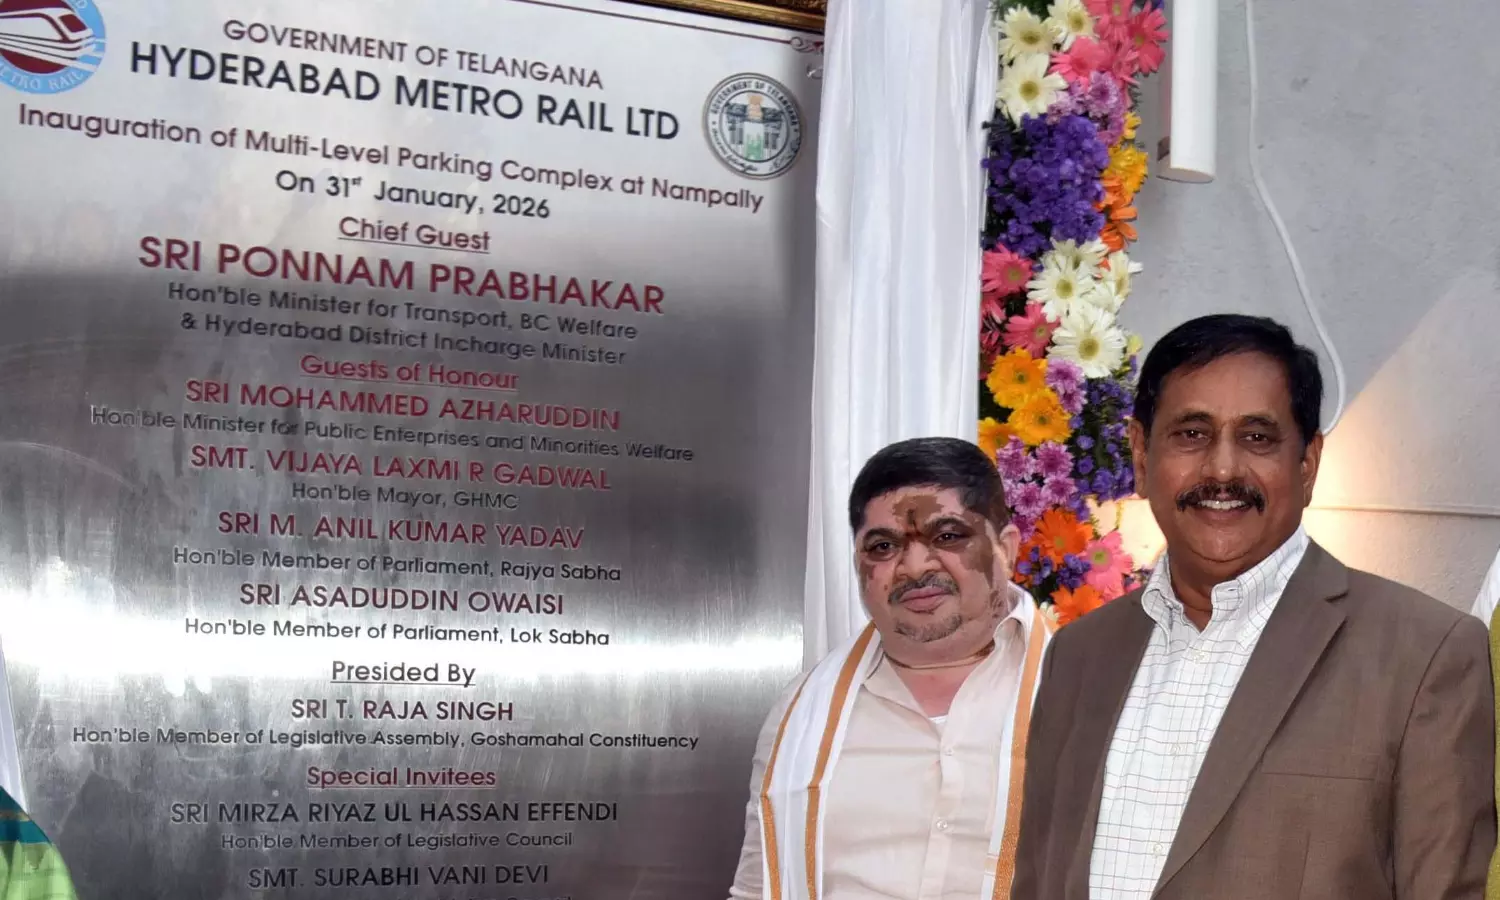 METRO RAIL
GOVERNMENT OF TELANGANA
HYDERABAD METRO RAIL LTD
GOVERNMENT OF TELANGANA
Inauguration of Multi-Level Parking Complex at Nampally
On 31st January, 2026
Chief Guest
SRI PONNAM PRABHAKAR
Hon'ble Minister for Transport, BC Welfare
& Hyderabad District Incharge Minister
Guests of Honour
SRI MOHAMMED AZHARUDDIN
Hon'ble Minister for Public Enterprises and Minorities Welfare
SMT. VIJAYA LAXMI R GADWAL
Hon'ble Mayor, GHMC
SRI M. ANIL KUMAR YADAV
Hon'ble Member of Parliament, Rajya Sabha
SRI ASADUDDIN OWAISI
Hon'ble Member of Parliament, Lok Sabha
Presided By
SRI T. RAJA SINGH
Hon'ble Member of Legislative Assembly, Goshamahal Constituency
Special Invitees
SRI MIRZA RIYAZ UL HASSAN EFFENDI
Hon'ble Member of Legislative Council
SMT. SURABHI VANI DEVI